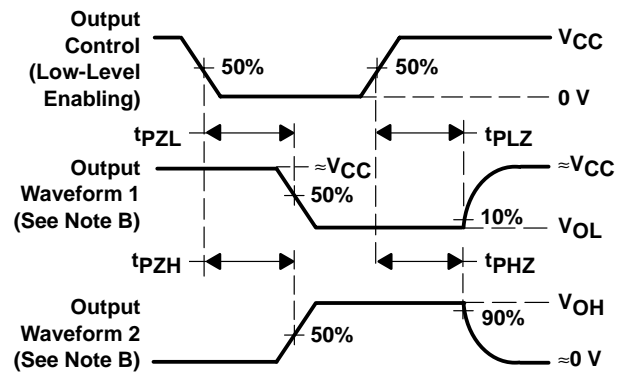 Output
Control
(Low-Level
Enabling)
50%
50%
VCC
0 V
tPZL
tPLZ
Output
Waveform 1
(See Note B)
≈VCC
50%
≈VCC
10%
VOL
tPZH
tPHZ
Output
Waveform 2
(See Note B)
50%
VOH
90%
≈0 V